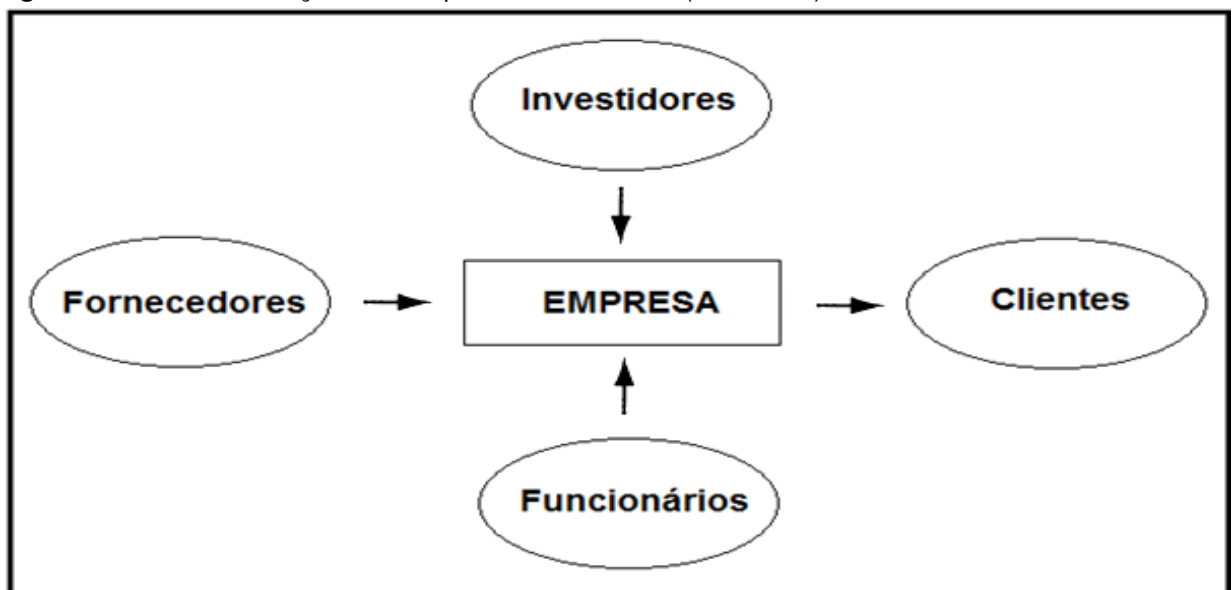 Investidores
Fornecedores
EMPRESA
Clientes
Funcionários